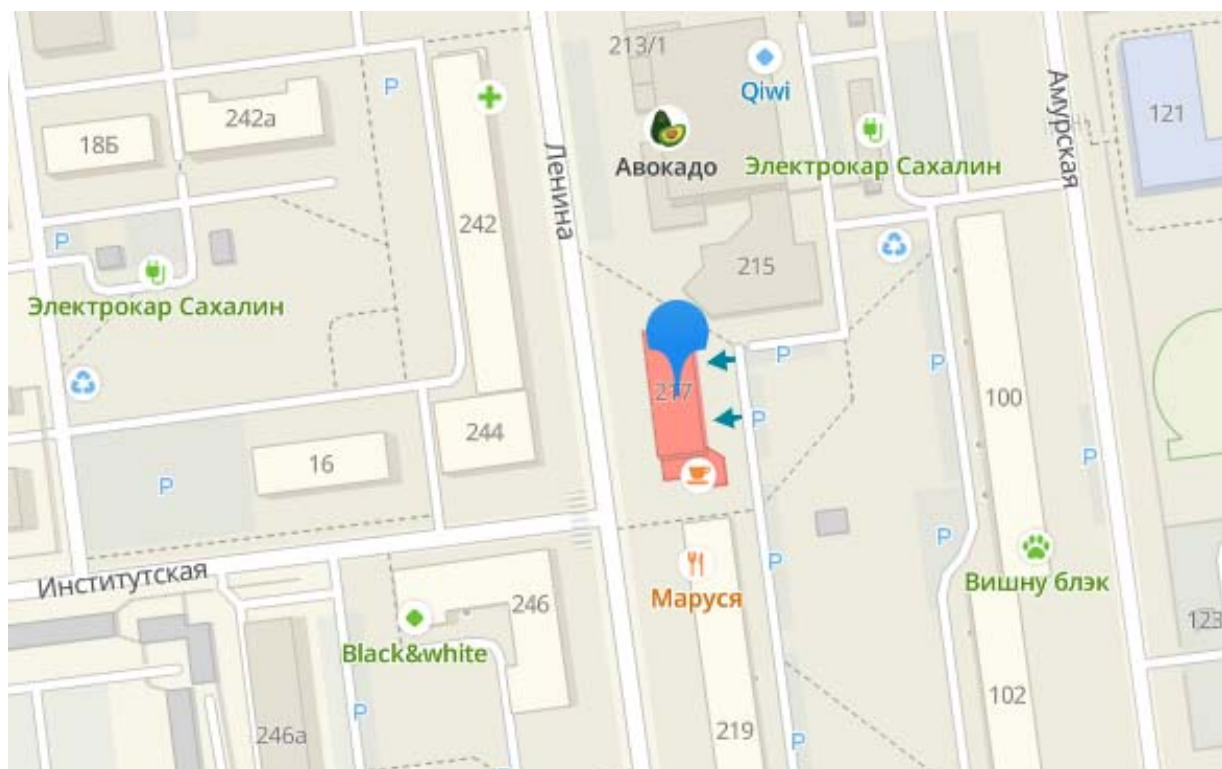 213/1
Qiwi
P
242а
18Б
121
Амурская
Авокадо
Электрокар Сахалин
Ленина
242
P
215
Электрокар Сахалин
P
P
217
100
P
244
16
P
P
P
Институтская
Маруся
P
Вишну блэк
246
Black&white
123
102
P
246а
219
P